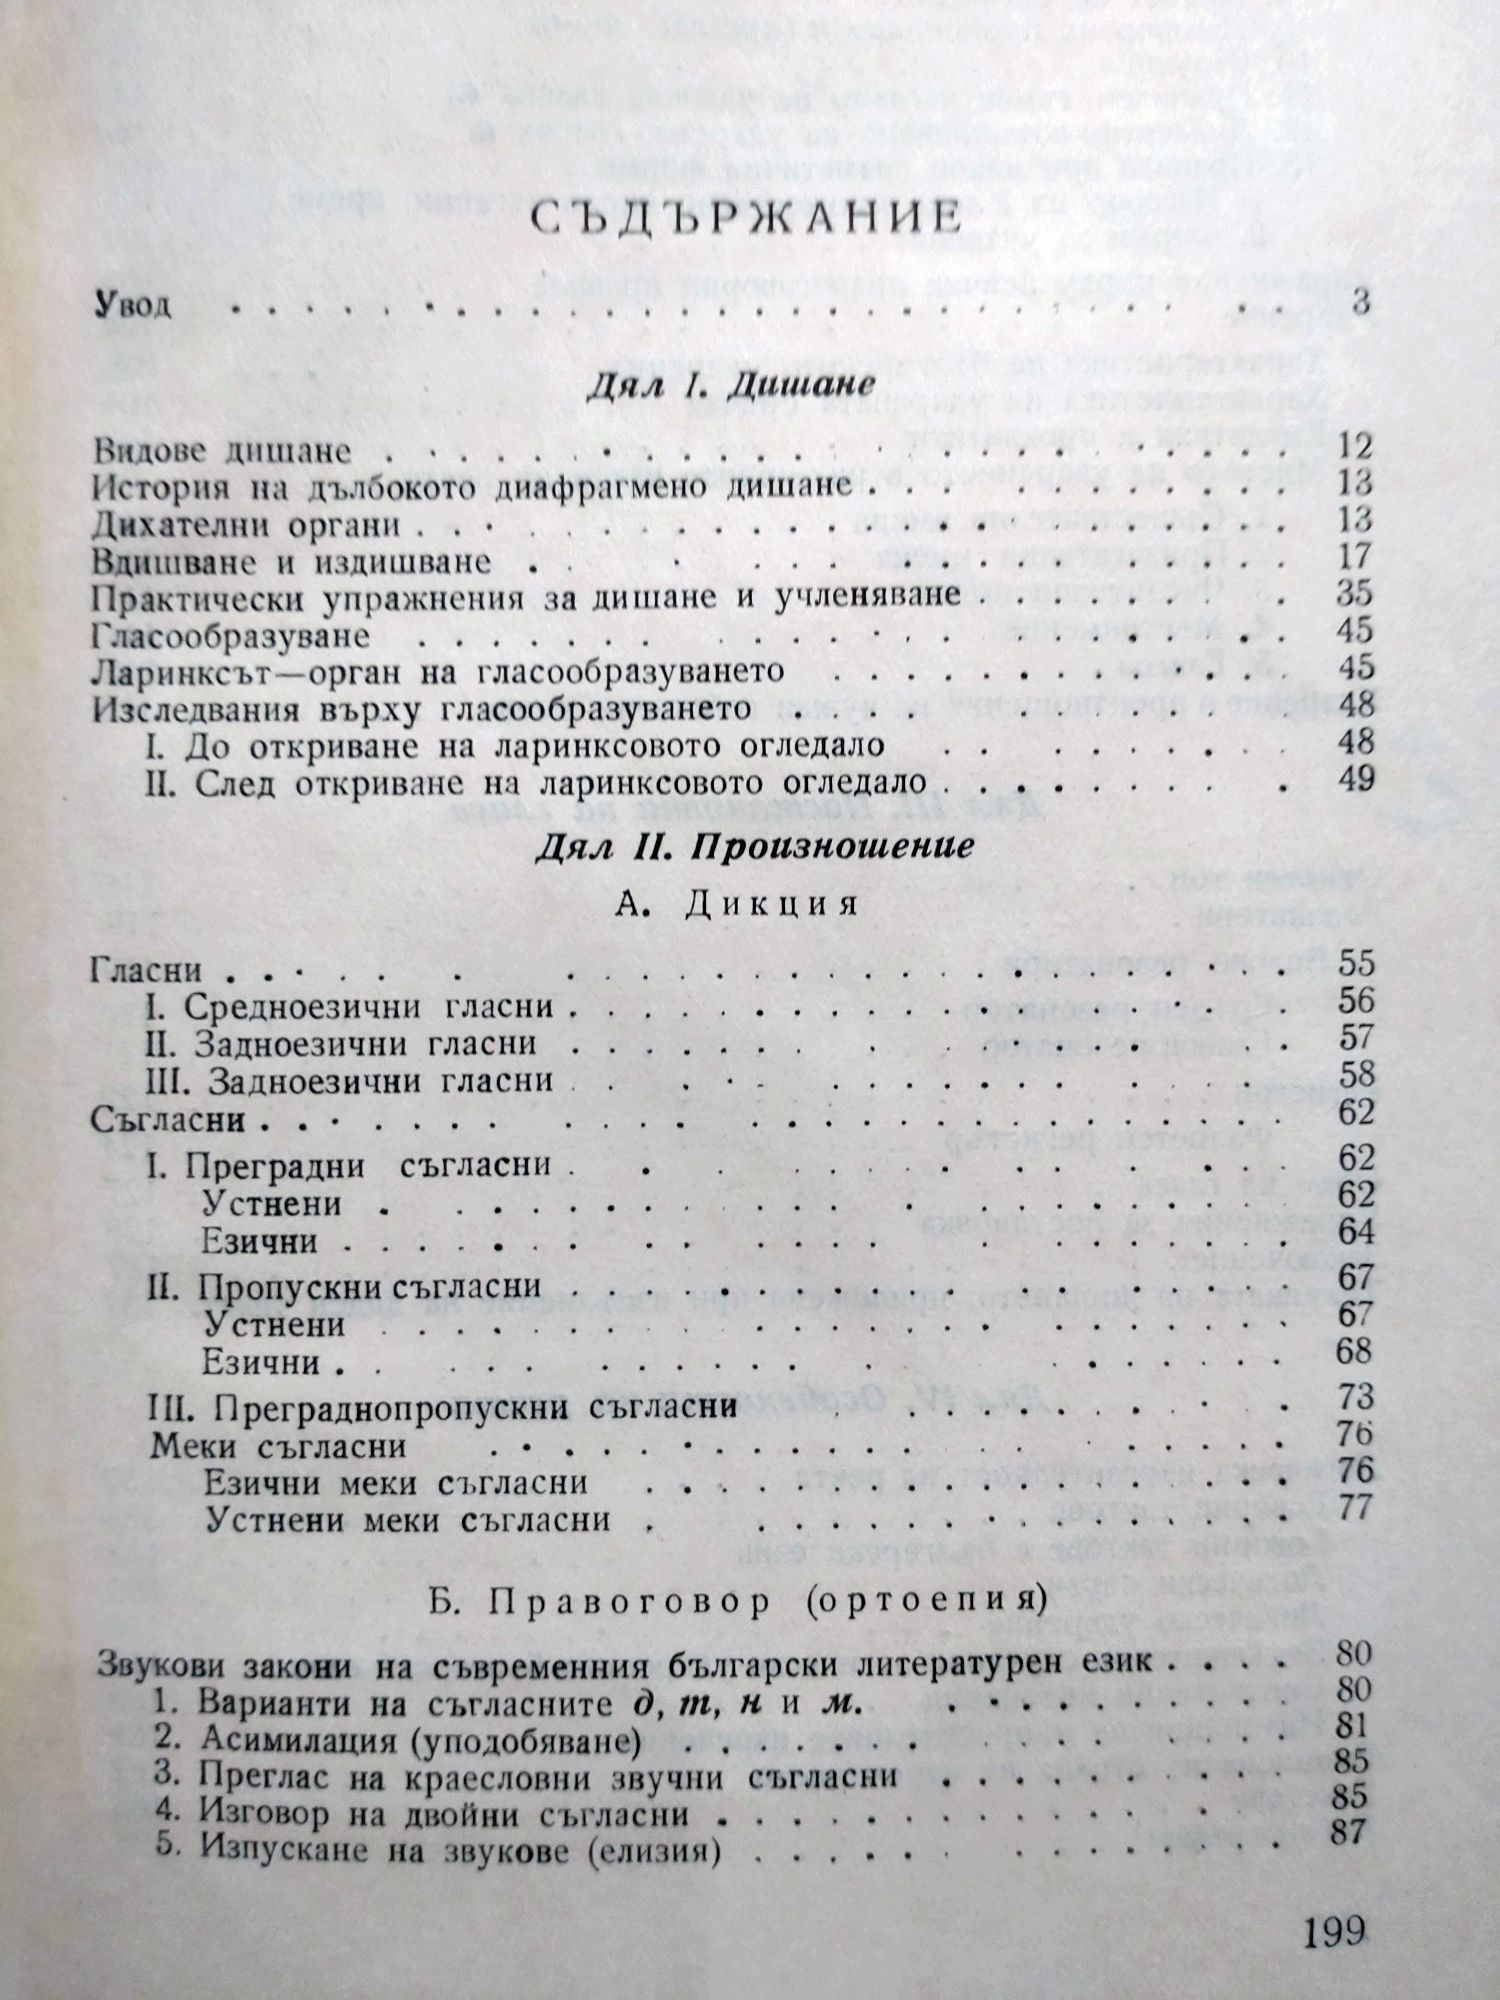 СЪДЪРЖАНИЕ
Увод . . . . . . . . . . . . . . . . . . . . 3
Дял I. Дишане
Видове дишане . . . . . . . . . . . . . . . . 12
История на дълбокото диафрагмено дишане . . . . . . . . 13
Дихателни органи . . . . . . . . . . . . . . . . 13
Вдишване и издишване . . . . . . . . . . . . . . 17
Практически упражнения за дишане и учленяване . . . . . . . 35
Гласообразуване . . . . . . . . . . . . . . . . 45
Ларинксът—орган на гласообразуването . . . . . . . . . . 45
Изследвания върху гласообразуването . . . . . . . . . . 48
I. До откриване на ларинксовото огледало . . . . . . . 48
II. След откриване на ларинксовото огледало . . . . . . . 49
Дял II. Произношение
А. Дикция
Гласни . . . . . . . . . . . . . . . . . . . . 55
I. Средноезични гласни . . . . . . . . . . . . . . 56
II. Задноезични гласни . . . . . . . . . . . . . . 57
III. Задноезични гласни . . . . . . . . . . . . . . 58
Съгласни . . . . . . . . . . . . . . . . . . . 62
I. Преградни съгласни . . . . . . . . . . . . . . 62
Устнени . . . . . . . . . . . . . . . . . 62
Езични . . . . . . . . . . . . . . . . . 64
II. Пропускни съгласни . . . . . . . . . . . . . . 67
Устнени . . . . . . . . . . . . . . . . . 67
Езични . . . . . . . . . . . . . . . . . 68
III. Преграднопропускни съгласни . . . . . . . . . . 73
Меки съгласни . . . . . . . . . . . . . . . . 76
Езични меки съгласни . . . . . . . . . . . . . 76
Устнени меки съгласни . . . . . . . . . . . . . 77
Б. Правоговор (ортоепия)
Звукови закони на съвременния български литературен език . . . . 80
1. Варианти на съгласните д, т, н и м. . . . . . . . . . 80
2. Асимилация (уподобяване) . . . . . . . . . . . . 81
3. Преглас на краесловни звучни съгласни . . . . . . . . 85
4. Изговор на двойни съгласни . . . . . . . . . . . . 85
5. Изпускане на звукове (елизия) . . . . . . . . . . . 87
199